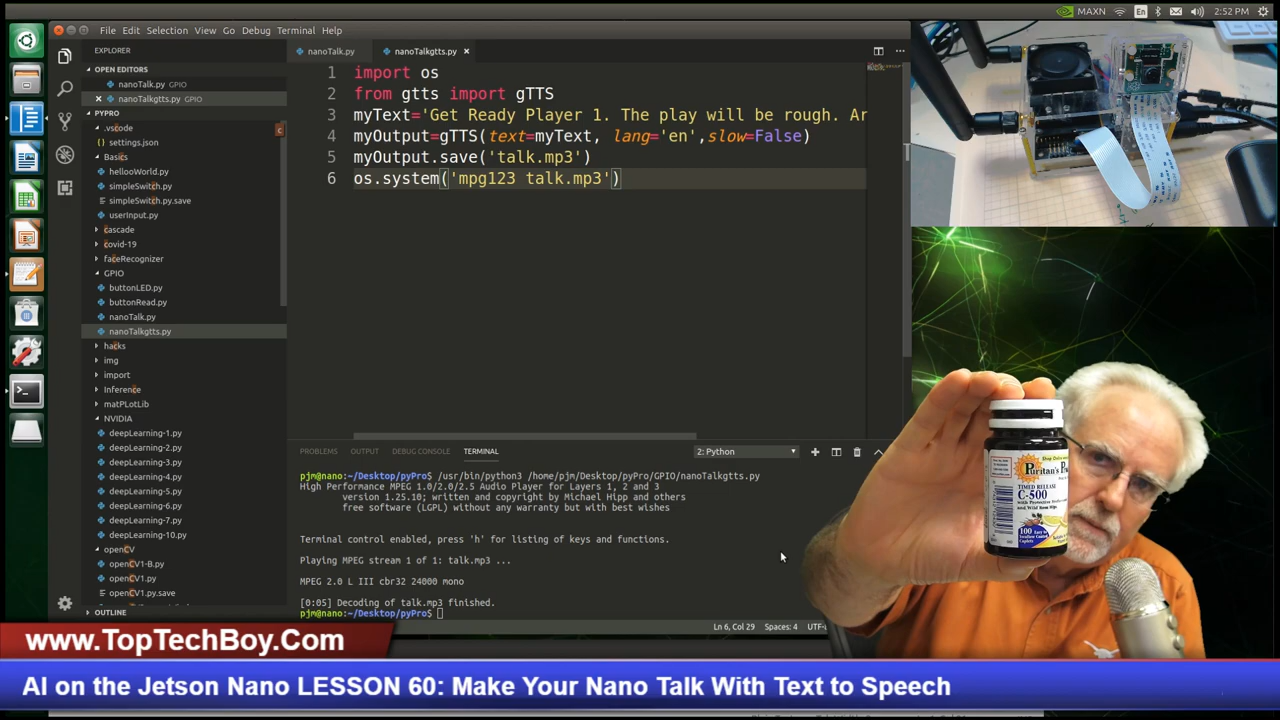 MAXN En 2:52 PM
File Edit Selection View Go Debug Terminal Help
EXPLORER
OPEN EDITORS
nanoTalk.py GPIO
nanoTalkgtts.py GPIO
PYPRO
.vscode
settings.json
Basics
helloWorld.py
simpleSwitch.py
simpleSwitch.py.save
userInput.py
cascade
covid-19
faceRecognizer
GPIO
buttonLED.py
buttonRead.py
nanoTalk.py
nanoTalkgtts.py
hacks
img
import
Inference
matPLotLib
NVIDIA
deepLearning-1.py
deepLearning-2.py
deepLearning-3.py
deepLearning-4.py
deepLearning-5.py
deepLearning-6.py
deepLearning-7.py
deepLearning-10.py
openCV
openCV1-B.py
openCV1.py
openCV1.py.save
OUTLINE
nanoTalk.py nanoTalkgtts.py
1 import os
2 from gtts import gTTS
3 myText='Get Ready Player 1. The play will be rough. Ar
4 myOutput=gTTS(text=myText, lang='en',slow=False)
5 myOutput.save('talk.mp3')
6 os.system('mpg123 talk.mp3')
PROBLEMS OUTPUT DEBUG CONSOLE TERMINAL 2: Python
pjm@nano:~/Desktop/pyPro$ /usr/bin/python3 /home/pjm/Desktop/pyPro/GPIO/nanoTalkgtts.py
High Performance MPEG 1.0/2.0/2.5 Audio Player for Layers 1, 2 and 3
version 1.25.10; written and copyright by Michael Hipp and others
free software (LGPL) without any warranty but with best wishes
Terminal control enabled, press 'h' for listing of keys and functions.
Playing MPEG stream 1 of 1: talk.mp3 ...
MPEG 2.0 L III cbr32 24000 mono
[0:05] Decoding of talk.mp3 finished.
pjm@nano:~/Desktop/pyPro$
Ln 6, Col 29 Spaces: 4 UTF-
Puritan's
TIMED RELEASE
C-500
and Wild Rose Hips
100
www.TopTechBoy.Com
AI on the Jetson Nano LESSON 60: Make Your Nano Talk With Text to Speech